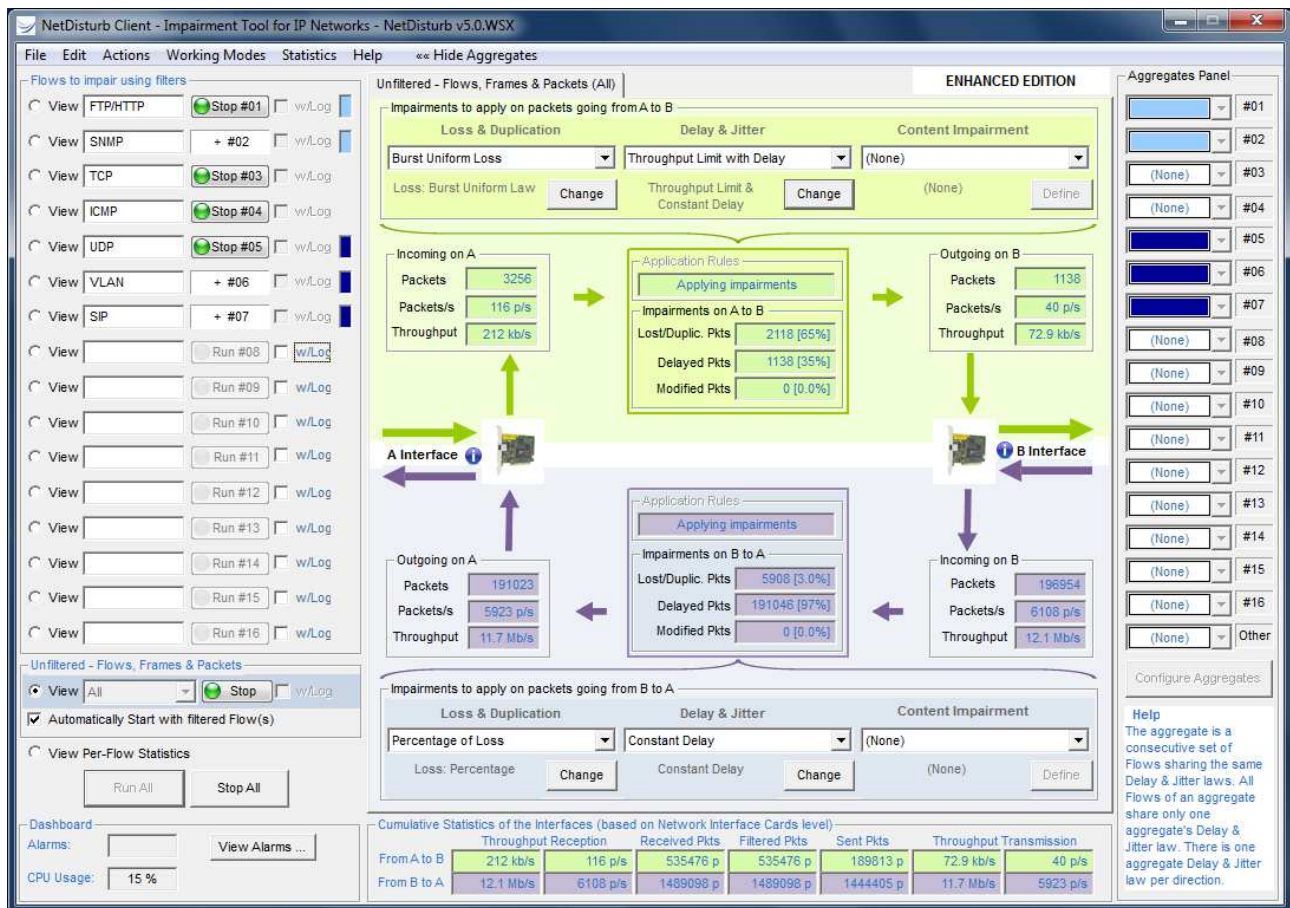 NetDisturb Client - Impairment Tool for IP Networks - NetDisturb v5.0.WSX
File Edit Actions Working Modes Statistics Help «« Hide Aggregates
Flows to impair using filters
View FTP/HTTP Stop #01 w/Log
View SNMP + #02 w/Log
View TCP Stop #03 w/Log
View ICMP Stop #04 w/Log
View UDP Stop #05 w/Log
View VLAN + #06 w/Log
View SIP + #07 w/Log
View Run #08 w/Log
View Run #09 w/Log
View Run #10 w/Log
View Run #11 w/Log
View Run #12 w/Log
View Run #13 w/Log
View Run #14 w/Log
View Run #15 w/Log
View Run #16 w/Log
Unfiltered - Flows, Frames & Packets
View All Stop w/Log
Automatically Start with filtered Flow(s)
View Per-Flow Statistics
Run All Stop All
Dashboard
Alarms: View Alarms ...
CPU Usage: 15 %
Unfiltered - Flows, Frames & Packets (All)
ENHANCED EDITION
Impairments to apply on packets going from A to B
Loss & Duplication Delay & Jitter Content Impairment
Burst Uniform Loss Throughput Limit with Delay (None)
Loss: Burst Uniform Law Change Throughput Limit & Constant Delay Change (None) Define
Incoming on A
Packets 3256
Packets/s 116 p/s
Throughput 212 kb/s
Application Rules
Applying impairments
Impairments on A to B
Lost/Duplic. Pkts 2118 [65%]
Delayed Pkts 1138 [35%]
Modified Pkts 0 [0.0%]
Outgoing on B
Packets 1138
Packets/s 40 p/s
Throughput 72.9 kb/s
A Interface
B Interface
Outgoing on A
Packets 191023
Packets/s 5923 p/s
Throughput 11.7 Mb/s
Application Rules
Applying impairments
Impairments on B to A
Lost/Duplic. Pkts 5908 [3.0%]
Delayed Pkts 191046 [97%]
Modified Pkts 0 [0.0%]
Incoming on B
Packets 196954
Packets/s 6108 p/s
Throughput 12.1 Mb/s
Impairments to apply on packets going from B to A
Loss & Duplication Delay & Jitter Content Impairment
Percentage of Loss Constant Delay (None)
Loss: Percentage Change Constant Delay Change (None) Define
Cumulative Statistics of the Interfaces (based on Network Interface Cards level)
Throughput Reception Received Pkts Filtered Pkts Sent Pkts Throughput Transmission
From A to B 212 kb/s 116 p/s 535476 p 535476 p 189813 p 72.9 kb/s 40 p/s
From B to A 12.1 Mb/s 6108 p/s 1489098 p 1489098 p 1444405 p 11.7 Mb/s 5923 p/s
Aggregates Panel
#01
#02
(None) #03
(None) #04
#05
#06
#07
(None) #08
(None) #09
(None) #10
(None) #11
(None) #12
(None) #13
(None) #14
(None) #15
(None) #16
(None) Other
Configure Aggregates
Help
The aggregate is a
consecutive set of
Flows sharing the same
Delay & Jitter laws. All
Flows of an aggregate
share only one
aggregate's Delay &
Jitter law. There is one
aggregate Delay & Jitter
law per direction.